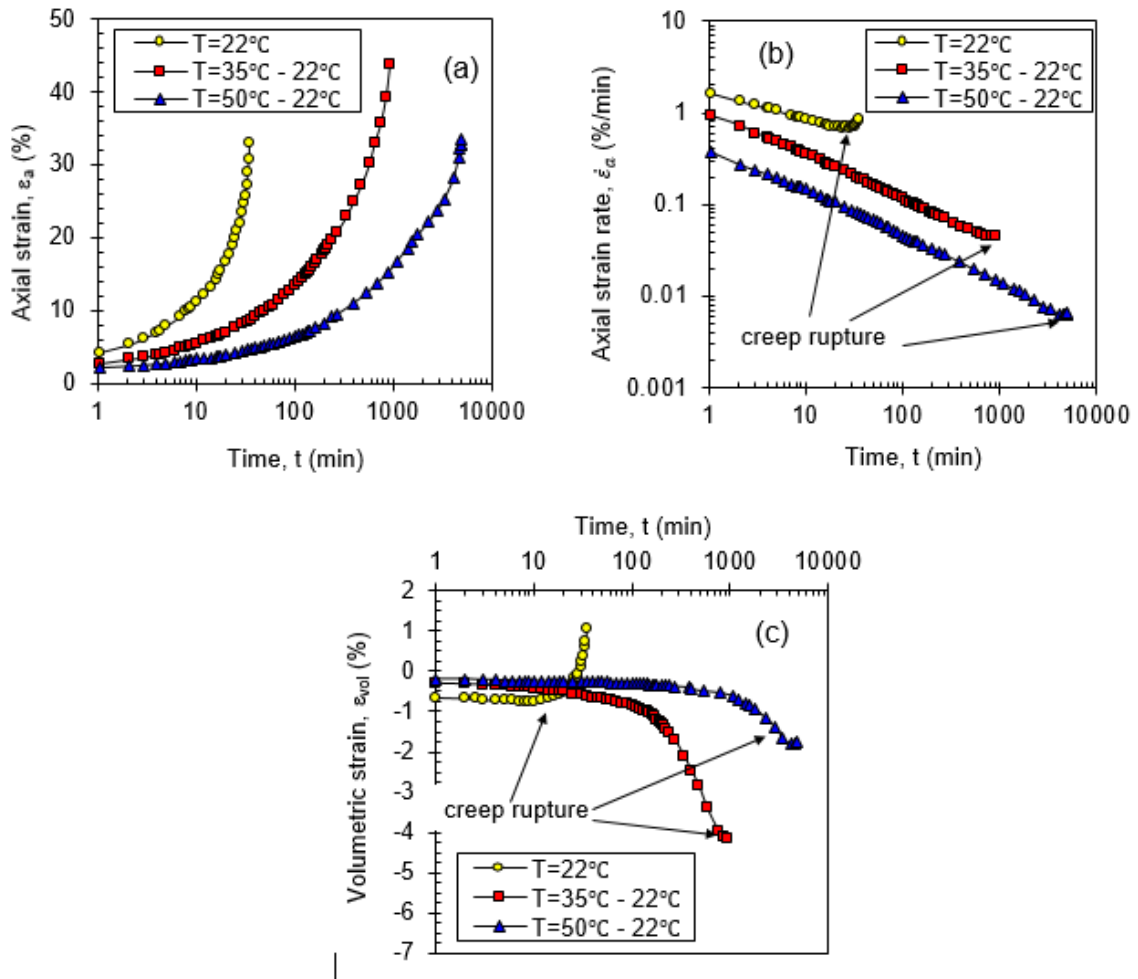 50
40
30
20
10
0
Axial strain, εa (%)
T=22℃
T=35℃ - 22℃
T=50℃ - 22℃
(a)
1 10 100 1000 10000
Time, t (min)
10
1
0.1
0.01
0.001
Axial strain rate, ε̇a (%/min)
(b)
T=22℃
T=35℃ - 22℃
T=50℃ - 22℃
creep rupture
1 10 100 1000 10000
Time, t (min)
Time, t (min)
1 10 100 1000 10000
2
1
0
-1
-2
-3
-4
-5
-6
-7
Volumetric strain, εvol (%)
(c)
creep rupture
T=22℃
T=35℃ - 22℃
T=50℃ - 22℃